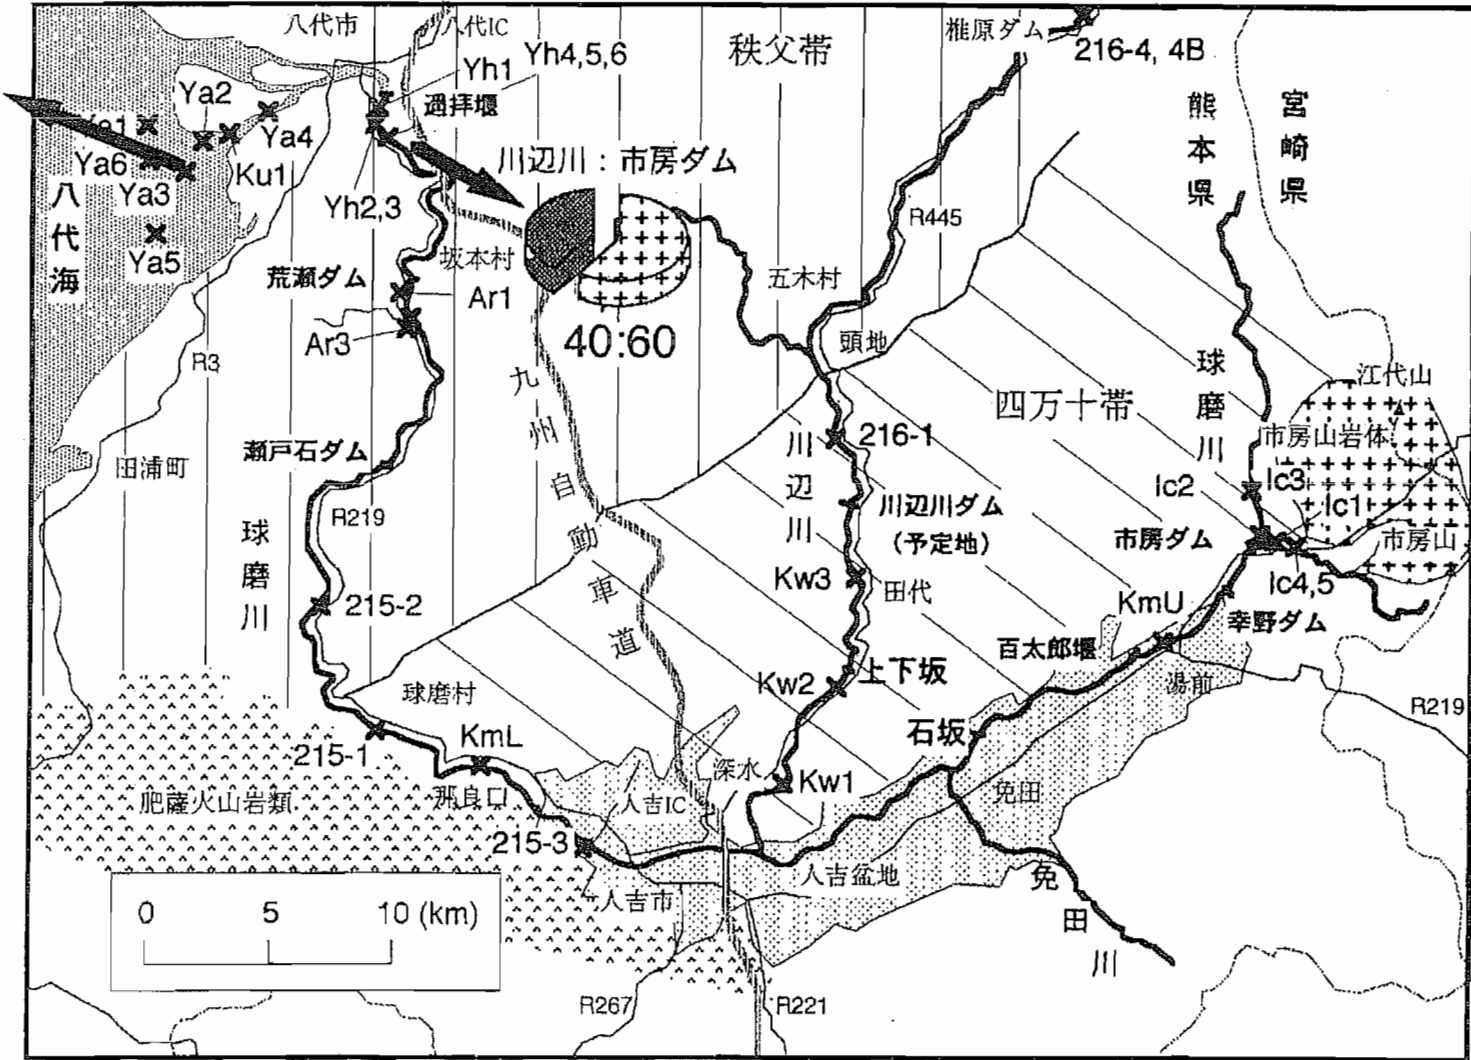 八代市
八代IC
Yh1
Yh4,5,6
秩父帯
椎原ダム
216-4, 4B
熊本県
宮崎県
遥拝堰
Ya2
Ya4
Ya6
Ya3
Ku1
Ya5
八代海
Yh2,3
川辺川：市房ダム
40:60
坂本村
荒瀬ダム
Ar1
Ar3
R3
R445
五木村
頭地
四万十帯
球磨川
江代山
市房山岩体
市房山
Ic2
Ic3
Ic1
市房ダム
Ic4,5
幸野ダム
九州自動車道
瀬戸石ダム
田浦町
R219
球磨川
215-2
川辺川
216-1
川辺川ダム
(予定地)
Kw3
田代
KmU
百太郎堰
湯前
R219
Kw2
上下坂
石坂
球磨村
215-1
KmL
那良口
肥薩火山岩類
人吉IC
深水
Kw1
免田
215-3
人吉市
人吉盆地
免田川
0 5 10 (km)
R267
R221